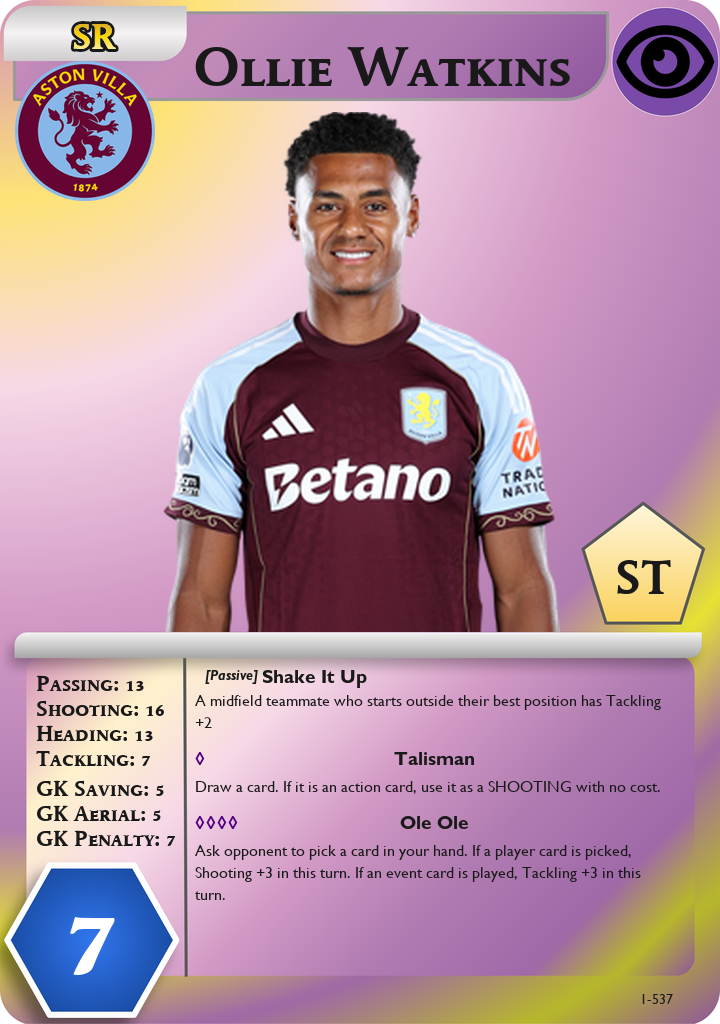 SR
Ollie Watkins
ASTON VILLA
1874
Betano
TRAD
NATIC
ST
Passing: 13
Shooting: 16
Heading: 13
Tackling: 7
GK Saving: 5
GK Aerial: 5
GK Penalty: 7
7
[Passive] Shake It Up
A midfield teammate who starts outside their best position has Tackling
+2
Talisman
Draw a card. If it is an action card, use it as a SHOOTING with no cost.
Ole Ole
Ask opponent to pick a card in your hand. If a player card is picked,
Shooting +3 in this turn. If an event card is played, Tackling +3 in this
turn.
1-537